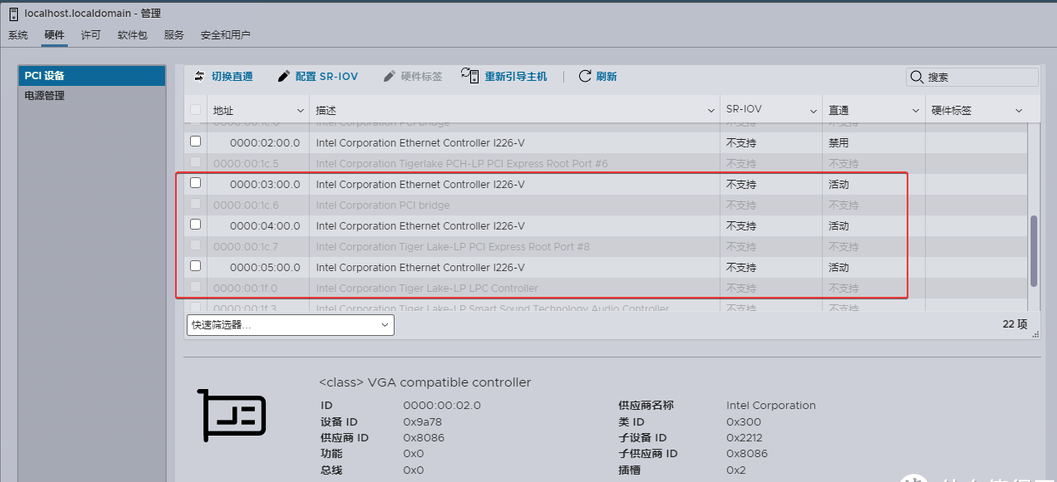 localhost.localdomain - 管理
系统 硬件 许可 软件包 服务 安全和用户
PCI 设备
电源管理
切换直通 配置 SR-IOV 硬件标签 重新引导主机 刷新 搜索
地址 描述 SR-IOV 直通 硬件标签
0000:00:1c.0 Intel Corporation PCI bridge 不支持 不支持
0000:02:00.0 Intel Corporation Ethernet Controller I226-V 不支持 禁用
0000:00:1c.5 Intel Corporation Tigerlake PCH-LP PCI Express Root Port #6 不支持 不支持
0000:03:00.0 Intel Corporation Ethernet Controller I226-V 不支持 活动
0000:00:1c.6 Intel Corporation PCI bridge 不支持 不支持
0000:04:00.0 Intel Corporation Ethernet Controller I226-V 不支持 活动
0000:00:1c.7 Intel Corporation Tiger Lake-LP PCI Express Root Port #8 不支持 不支持
0000:05:00.0 Intel Corporation Ethernet Controller I226-V 不支持 活动
0000:00:1f.0 Intel Corporation Tiger Lake-LP LPC Controller 不支持 不支持
0000:00:1f.3 Intel Corporation Tiger Lake-LP Smart Sound Technology Audio Controller 不支持 不支持
快速筛选器... 22 项
<class> VGA compatible controller
ID 0000:00:02.0 供应商名称 Intel Corporation
设备 ID 0x9a78 类 ID 0x300
供应商 ID 0x8086 子设备 ID 0x2212
功能 0x0 子供应商 ID 0x8086
总线 0x0 插槽 0x2